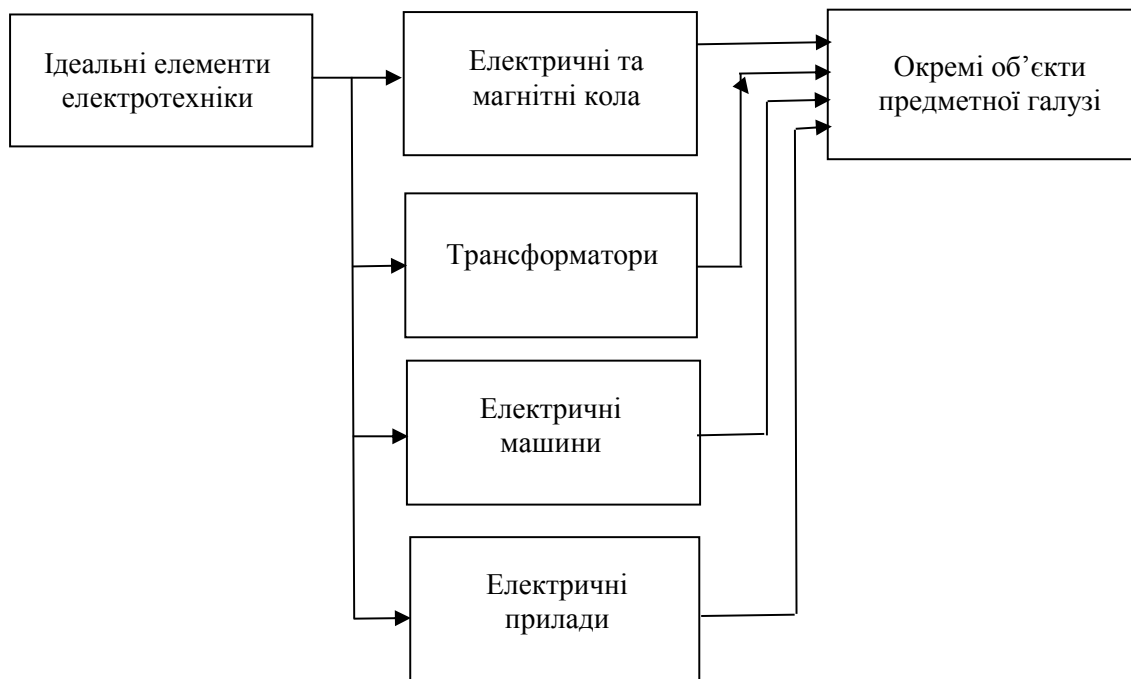 Ідеальні елементи
електротехніки
Електричні та
магнітні кола
Окремі об’єкти
предметної галузі
Трансформатори
Електричні
машини
Електричні
прилади